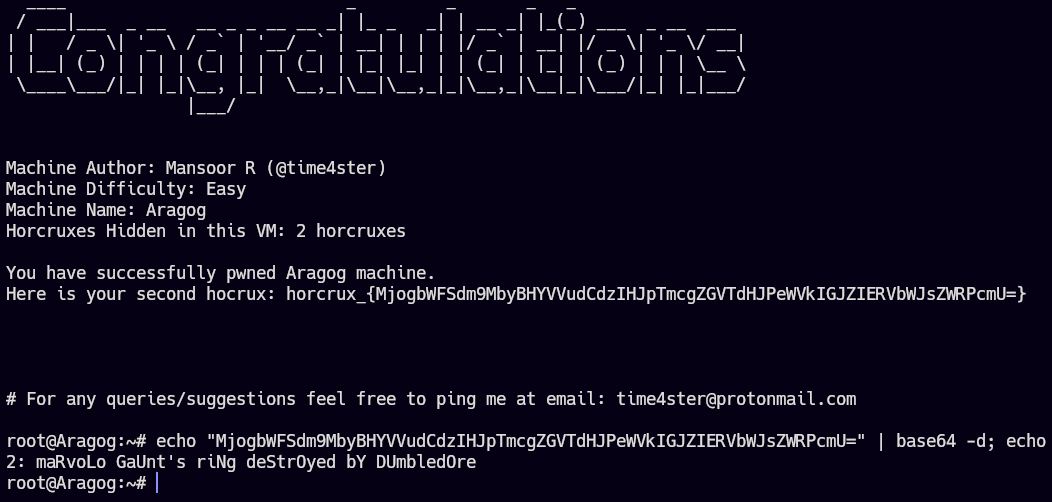 Congratulations
Machine Author: Mansoor R (@time4ster)
Machine Difficulty: Easy
Machine Name: Aragog
Horcruxes Hidden in this VM: 2 horcruxes
You have successfully pwned Aragog machine.
Here is your second hocrux: horcrux_{MjogbWFSdm9MbyBHYVVudCdzIHJpTmcgZGVTdHJPeWVkIGJZIERVbWJsZWRPcmU=}
# For any queries/suggestions feel free to ping me at email: time4ster@protonmail.com
root@Aragog:~# echo "MjogbWFSdm9MbyBHYVVudCdzIHJpTmcgZGVTdHJPeWVkIGJZIERVbWJsZWRPcmU=" | base64 -d; echo
2: maRvoLo GaUnt's riNg deStrOyed bY DUmbledOre
root@Aragog:~#